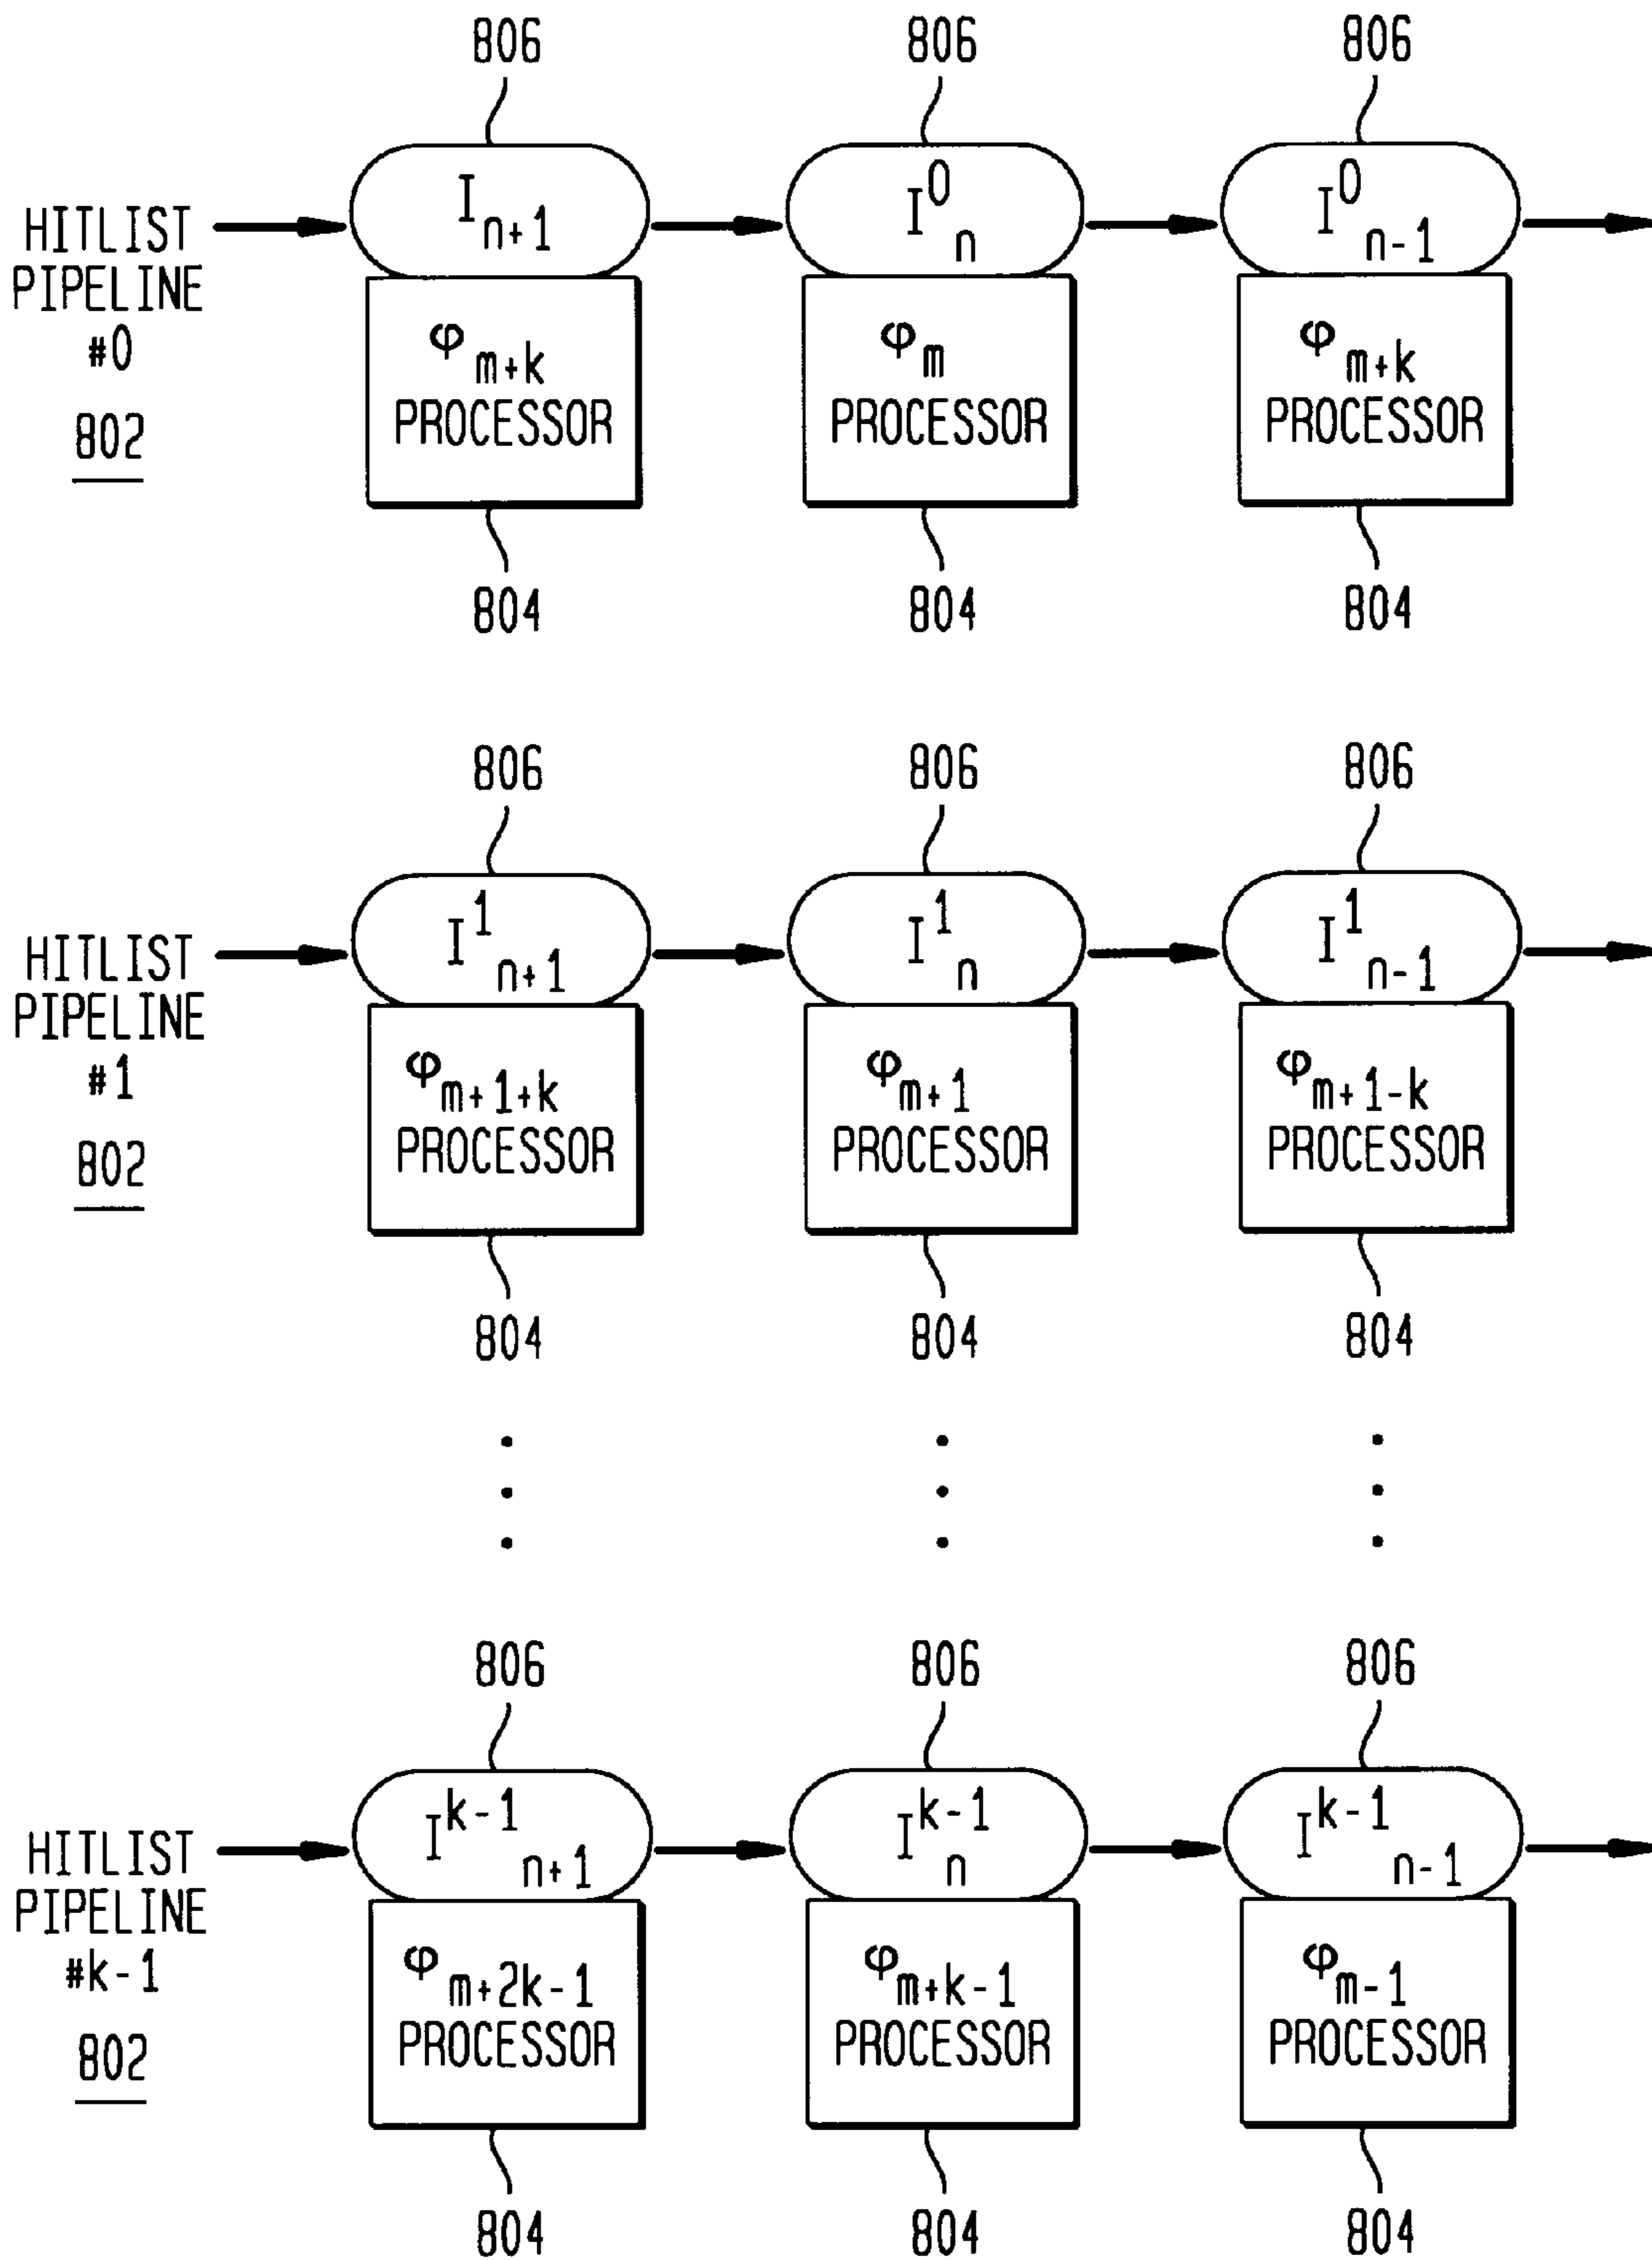 806 806 806
I n+1 I 0 n I 0 n-1
HITLIST
PIPELINE
#0
802
φ m+k φ m φ m+k
PROCESSOR PROCESSOR PROCESSOR
804 804 804
806 806 806
I 1 n+1 I 1 n I 1 n-1
HITLIST
PIPELINE
#1
802
φ m+1+k φ m+1 φ m+1-k
PROCESSOR PROCESSOR PROCESSOR
804 804 804
806 806 806
I k-1 n+1 I k-1 n I k-1 n-1
HITLIST
PIPELINE
#k-1
802
φ m+2k-1 φ m+k-1 φ m-1
PROCESSOR PROCESSOR PROCESSOR
804 804 804